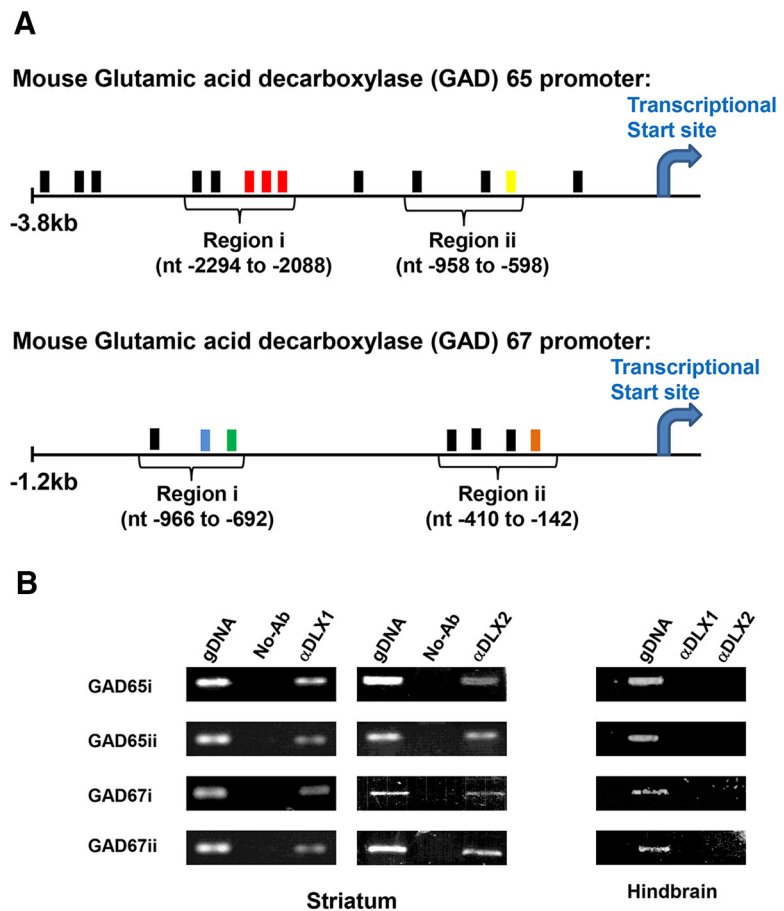 A
Mouse Glutamic acid decarboxylase (GAD) 65 promoter:
Transcriptional
Start site
-3.8kb
Region i
(nt -2294 to -2088)
Region ii
(nt -958 to -598)
Mouse Glutamic acid decarboxylase (GAD) 67 promoter:
Transcriptional
Start site
-1.2kb
Region i
(nt -966 to -692)
Region ii
(nt -410 to -142)
B
gDNA No-Ab αDLX1 gDNA No-Ab αDLX2 gDNA αDLX1 αDLX2
GAD65i
GAD65ii
GAD67i
GAD67ii
Striatum
Hindbrain